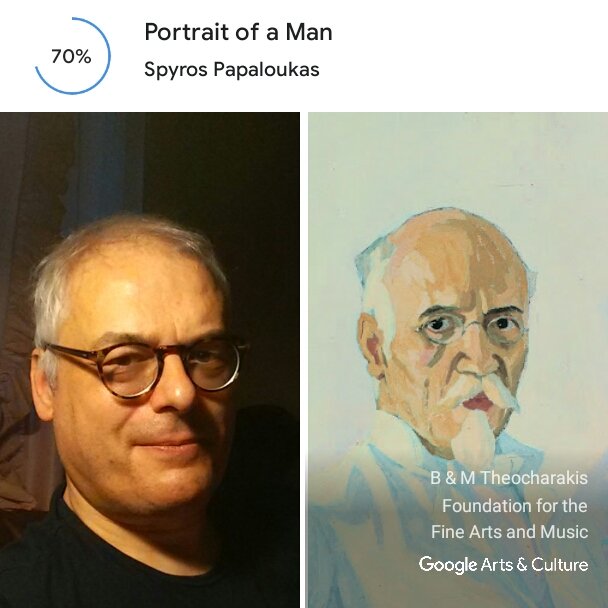 70%
Portrait of a Man
Spyros Papaloukas
B & M Theocharakis
Foundation for the
Fine Arts and Music
Google Arts & Culture